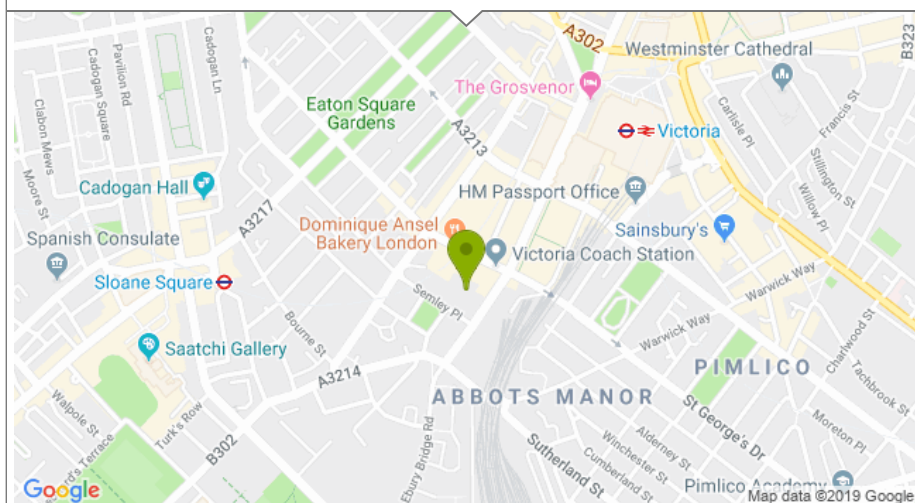 A302
B323
Westminster Cathedral
The Grosvenor
Cadogan Ln
Pavilion Rd
Cadogan Square
Clabon Mews
Moore St
Eaton Square
Gardens
A3213
Victoria
Carlisle Pl
Francis St
Stillington St
Willow Pl
Cadogan Hall
HM Passport Office
A3217
Dominique Ansel
Bakery London
Sainsbury's
Spanish Consulate
Victoria Coach Station
Sloane Square
Semley Pl
Warwick Way
Bourne St
Warwick Way
Charlwood St
Saatchi Gallery
PIMLICO
A3214
Tachbrook St
ABBOTS MANOR
Walpole St
Turk's Row
St George's Dr
Moreton Pl
B302
Ebury Bridge Rd
Alderney St
Winchester St
Cumberland St
Sutherland St
Pimlico Academy
Google
Map data ©2019 Google